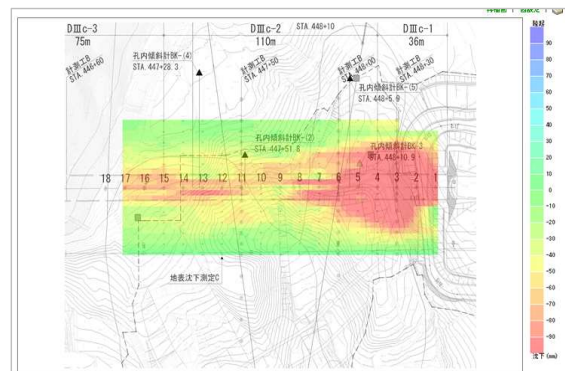 DⅢc-3
75m
DⅢc-2
110m
STA. 448+10
DⅢc-1
36m
計測工B
STA. 446+60
孔内傾斜計BK-(4)
STA. 447+28.3
計測工B
STA. 447+50
計測工B
STA. 448+00
計測工B
STA. 448+30
孔内傾斜計BK-(5)
STA. 448+5.9
孔内傾斜計BK-(2)
STA. 447+51.8
孔内傾斜計BK-3
STA. 448+10.9
18 17 16 15 14 13 12 11 10 9 8 7 6 5 4 3 2 1
地表沈下測定C
隆起
90
80
70
60
50
40
30
20
10
0
-10
-20
-30
-40
-50
-60
-70
-80
-90
沈下(mm)